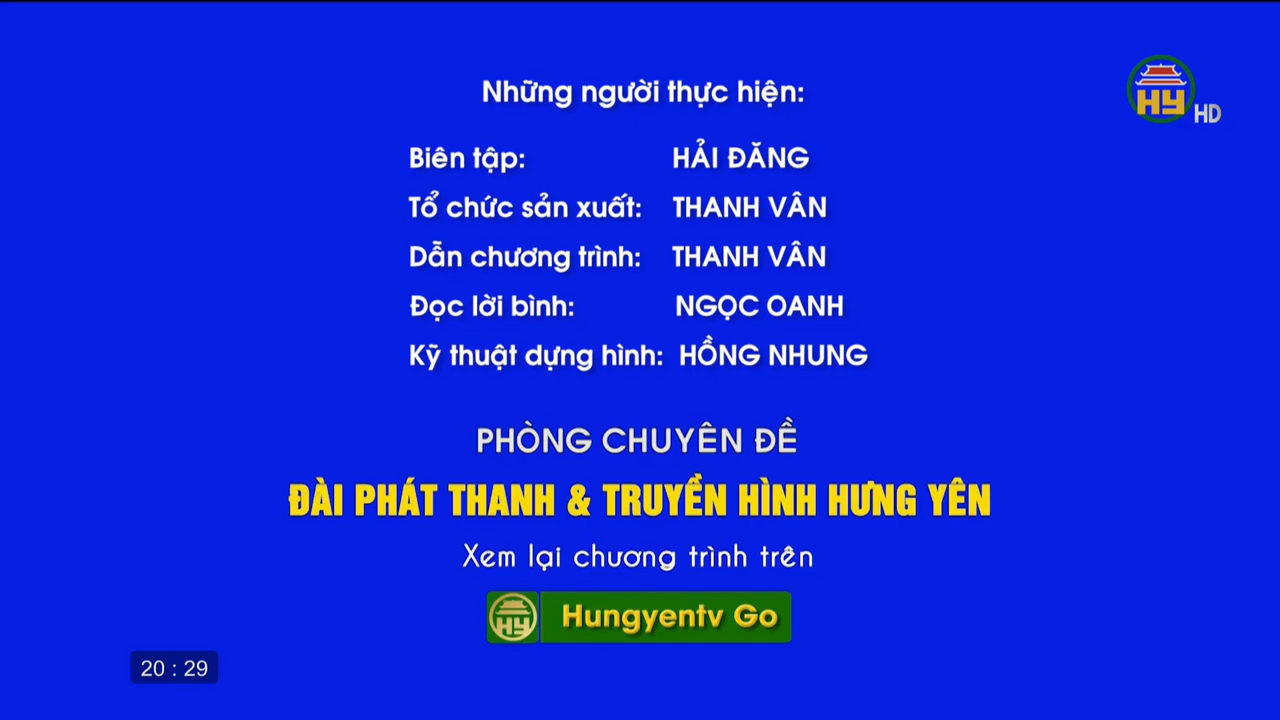 Những người thực hiện:
HY HD
Biên tập: HẢI ĐĂNG
Tổ chức sản xuất: THANH VÂN
Dẫn chương trình: THANH VÂN
Đọc lời bình: NGỌC OANH
Kỹ thuật dựng hình: HỒNG NHUNG
PHÒNG CHUYÊN ĐỀ
ĐÀI PHÁT THANH & TRUYỀN HÌNH HƯNG YÊN
Xem lại chương trình trên
HY Hungyentv Go
20 : 29